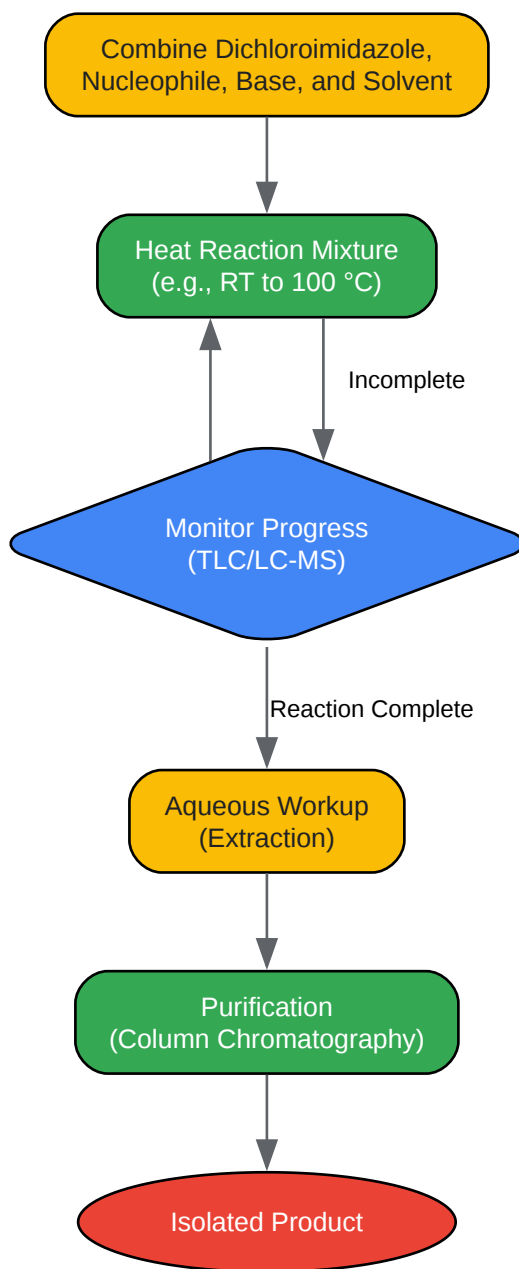 Combine Dichloroimidazole,
Nucleophile, Base, and Solvent
Heat Reaction Mixture
(e.g., RT to 100 °C)
Incomplete
Monitor Progress
(TLC/LC-MS)
Reaction Complete
Aqueous Workup
(Extraction)
Purification
(Column Chromatography)
Isolated Product